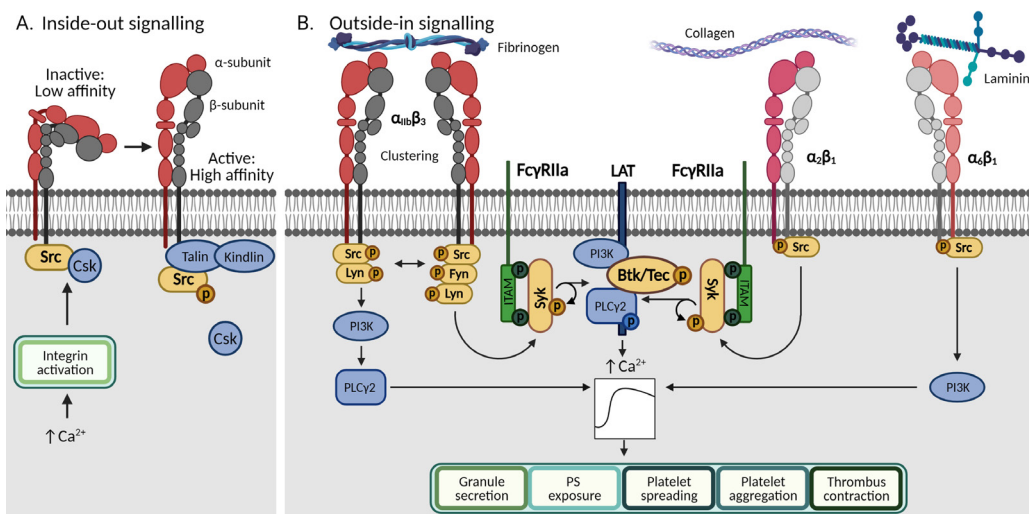 A. Inside-out signalling
Inactive:
Low affinity
α-subunit
β-subunit
Active:
High affinity
Src
Csk
Talin
Kindlin
Src
p
Csk
Integrin
activation
↑ Ca²⁺
B. Outside-in signalling
Fibrinogen
Collagen
Laminin
αIIbβ3
Clustering
α2β1
α6β1
FcγRIIa
LAT
FcγRIIa
Src p
Lyn p
Src p
p Fyn
p Lyn
PI3K
PLCγ2
ITAM
p
p
Syk
p
PI3K
Btk/Tec p
PLCγ2
p
Syk
p
p
p
ITAM
p Src
p Src
PI3K
↑ Ca²⁺
Granule
secretion
PS
exposure
Platelet
spreading
Platelet
aggregation
Thrombus
contraction